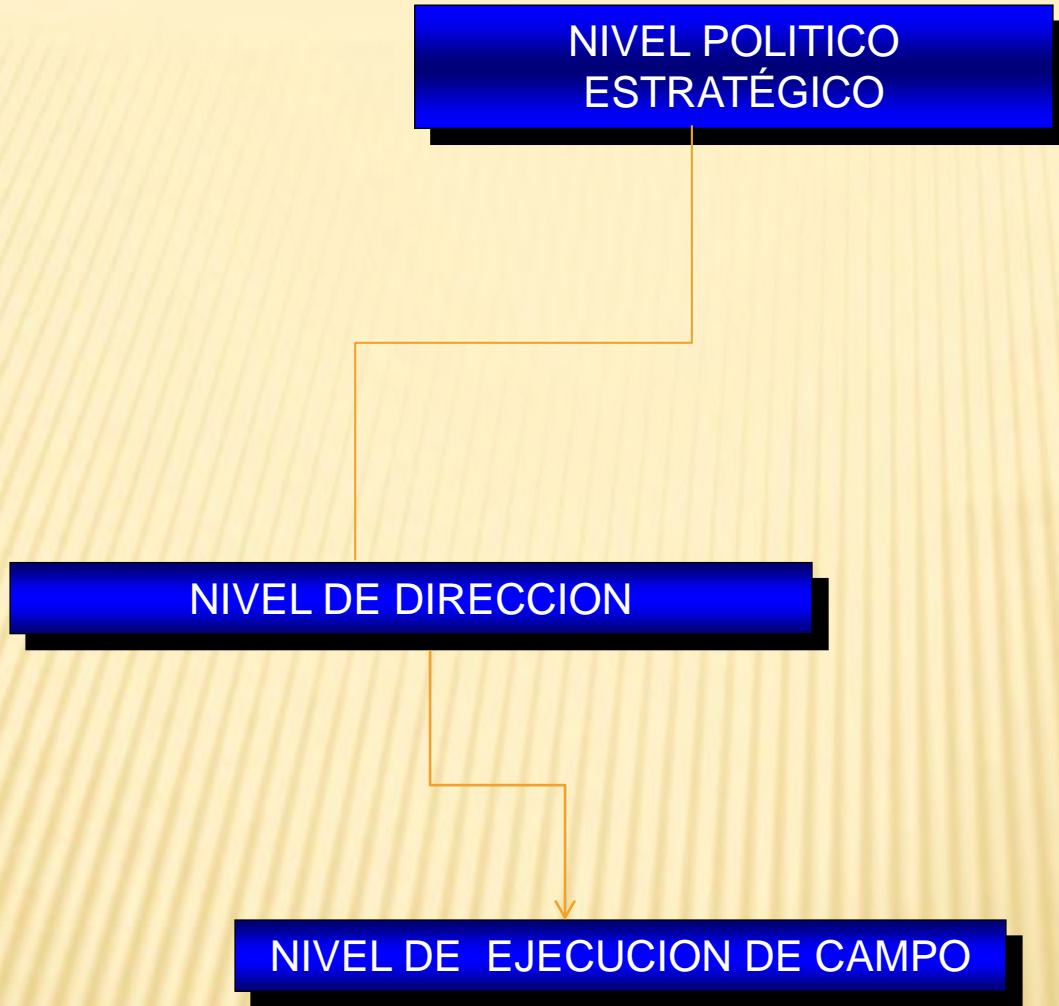 NIVEL POLITICO
ESTRATÉGICO
NIVEL DE DIRECCION
NIVEL DE EJECUCION DE CAMPO